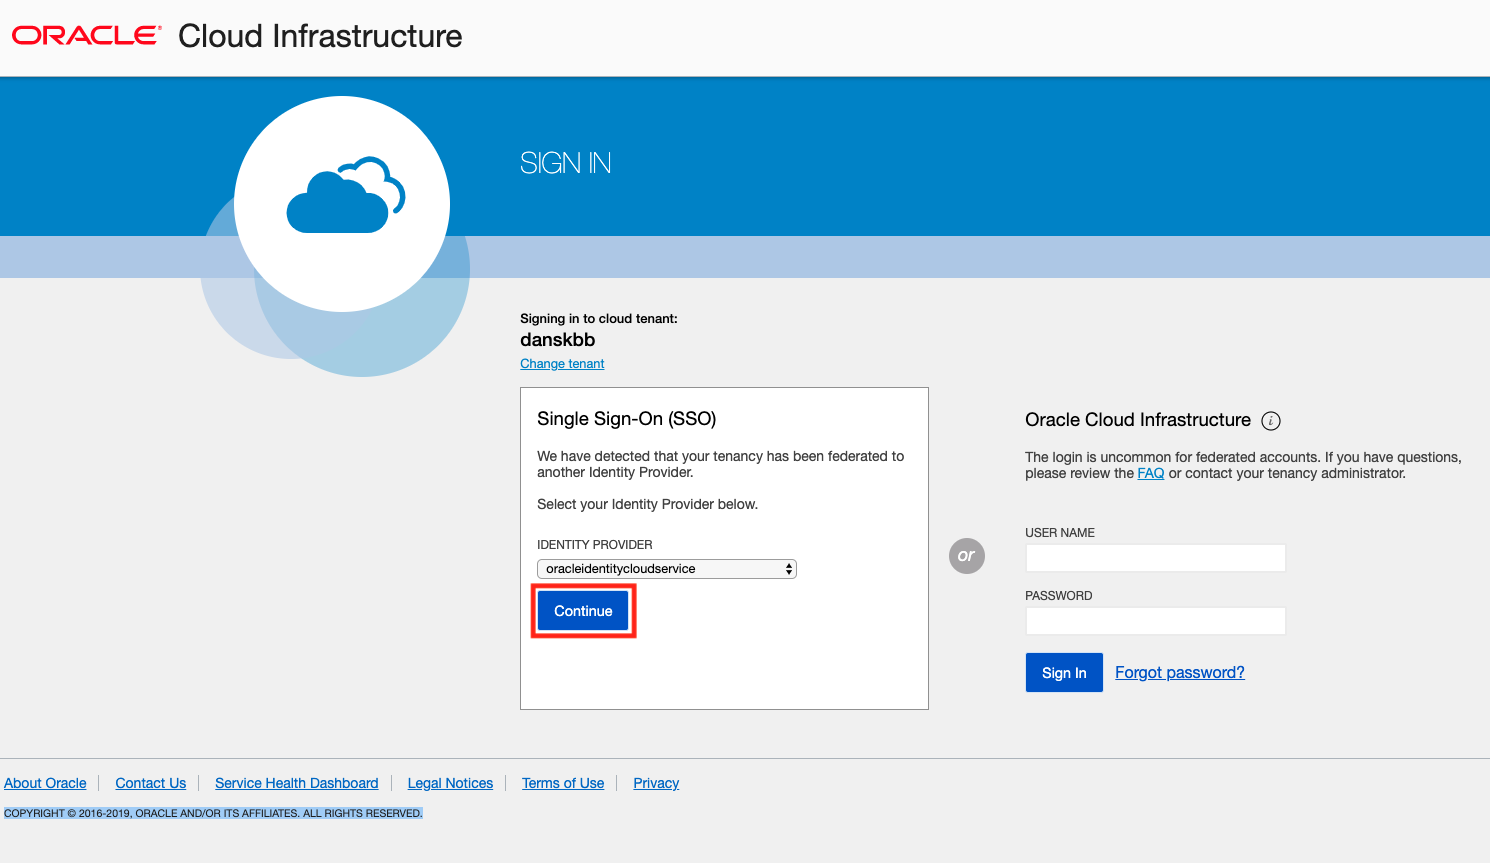 ORACLE® Cloud Infrastructure
SIGN IN
Signing in to cloud tenant:
danskbb
Change tenant
Single Sign-On (SSO)
We have detected that your tenancy has been federated to
another Identity Provider.
Select your Identity Provider below.
IDENTITY PROVIDER
oracleidentitycloudservice
Continue
or
Oracle Cloud Infrastructure i
The login is uncommon for federated accounts. If you have questions,
please review the FAQ or contact your tenancy administrator.
USER NAME
PASSWORD
Sign In Forgot password?
About Oracle Contact Us Service Health Dashboard Legal Notices Terms of Use Privacy
COPYRIGHT © 2016-2019, ORACLE AND/OR ITS AFFILIATES. ALL RIGHTS RESERVED.